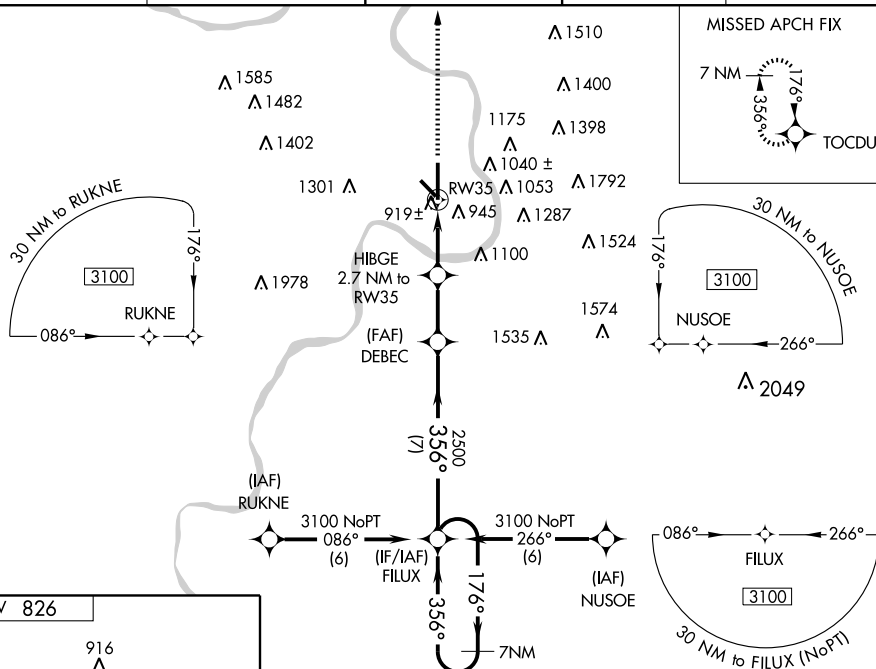 MISSED APCH FIX
7 NM
176°
356°
TOCDU
1510
1585
1482
1400
1402
1175
1398
1040 ±
1301
RW35
1053
1792
919±
945
1287
1524
1100
30 NM to RUKNE
176°
3100
RUKNE
086°
1978
HIBGE
2.7 NM to
RW35
30 NM to NUSOE
176°
3100
NUSOE
266°
1574
1535
(FAF)
DEBEC
2049
2500
356°
(7)
(IAF)
RUKNE
3100 NoPT
086°
(6)
(IF/IAF)
FILUX
3100 NoPT
266°
(6)
(IAF)
NUSOE
356°
176°
7NM
086°
266°
FILUX
3100
30 NM to FILUX (NoPT)
826
916